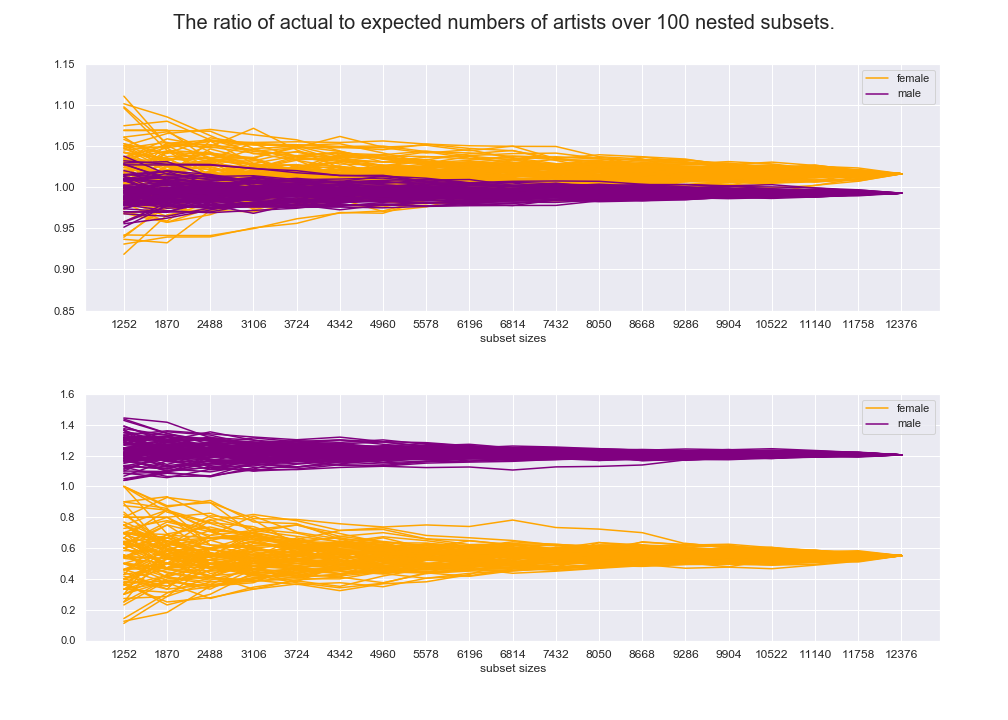 The ratio of actual to expected numbers of artists over 100 nested subsets.
1.15
1.10
1.05
1.00
0.95
0.90
0.85
female
male
1252 1870 2488 3106 3724 4342 4960 5578 6196 6814 7432 8050 8668 9286 9904 10522 11140 11758 12376
subset sizes
1.6
1.4
1.2
1.0
0.8
0.6
0.4
0.2
0.0
female
male
1252 1870 2488 3106 3724 4342 4960 5578 6196 6814 7432 8050 8668 9286 9904 10522 11140 11758 12376
subset sizes